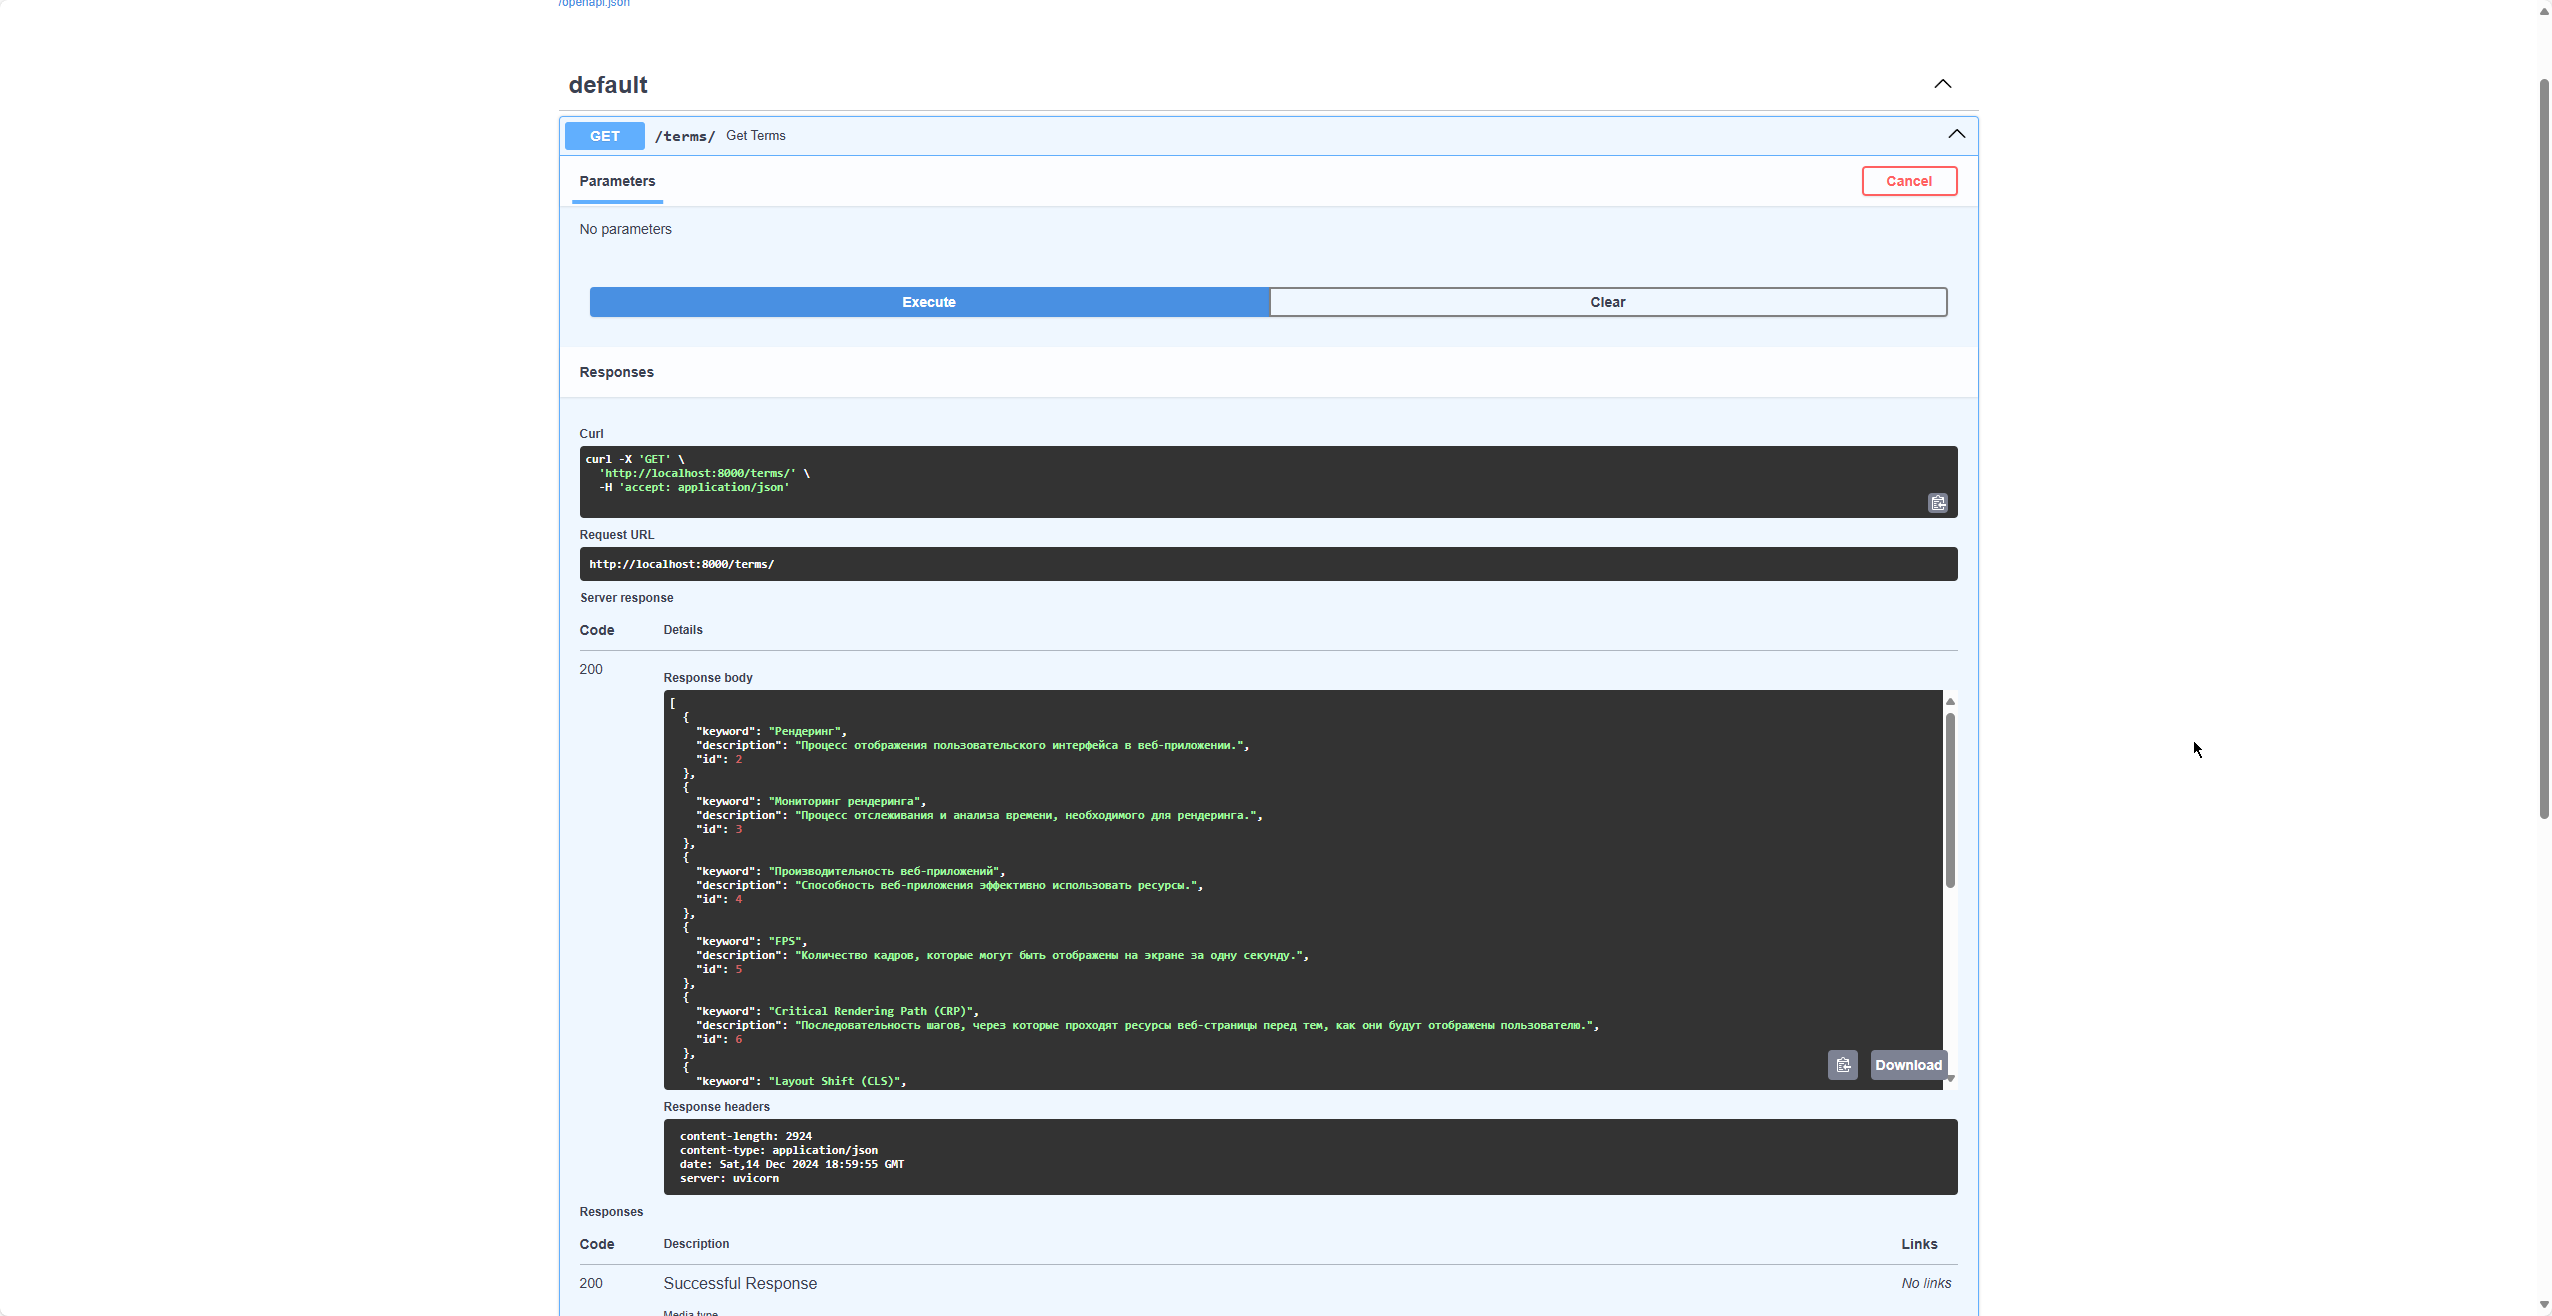 /openapi.json
default
GET /terms/ Get Terms
Parameters
Cancel
No parameters
Execute
Clear
Responses
Curl
curl -X 'GET' \
'http://localhost:8000/terms/' \
-H 'accept: application/json'
Request URL
http://localhost:8000/terms/
Server response
Code Details
200
Response body
[
{
"keyword": "Рендеринг",
"description": "Процесс отображения пользовательского интерфейса в веб-приложении.",
"id": 2
},
{
"keyword": "Мониторинг рендеринга",
"description": "Процесс отслеживания и анализа времени, необходимого для рендеринга.",
"id": 3
},
{
"keyword": "Производительность веб-приложений",
"description": "Способность веб-приложения эффективно использовать ресурсы.",
"id": 4
},
{
"keyword": "FPS",
"description": "Количество кадров, которые могут быть отображены на экране за одну секунду.",
"id": 5
},
{
"keyword": "Critical Rendering Path (CRP)",
"description": "Последовательность шагов, через которые проходят ресурсы веб-страницы перед тем, как они будут отображены пользователю.",
"id": 6
},
{
"keyword": "Layout Shift (CLS)",
Download
Response headers
content-length: 2924
content-type: application/json
date: Sat,14 Dec 2024 18:59:55 GMT
server: uvicorn
Responses
Code Description Links
200 Successful Response No links
Media type